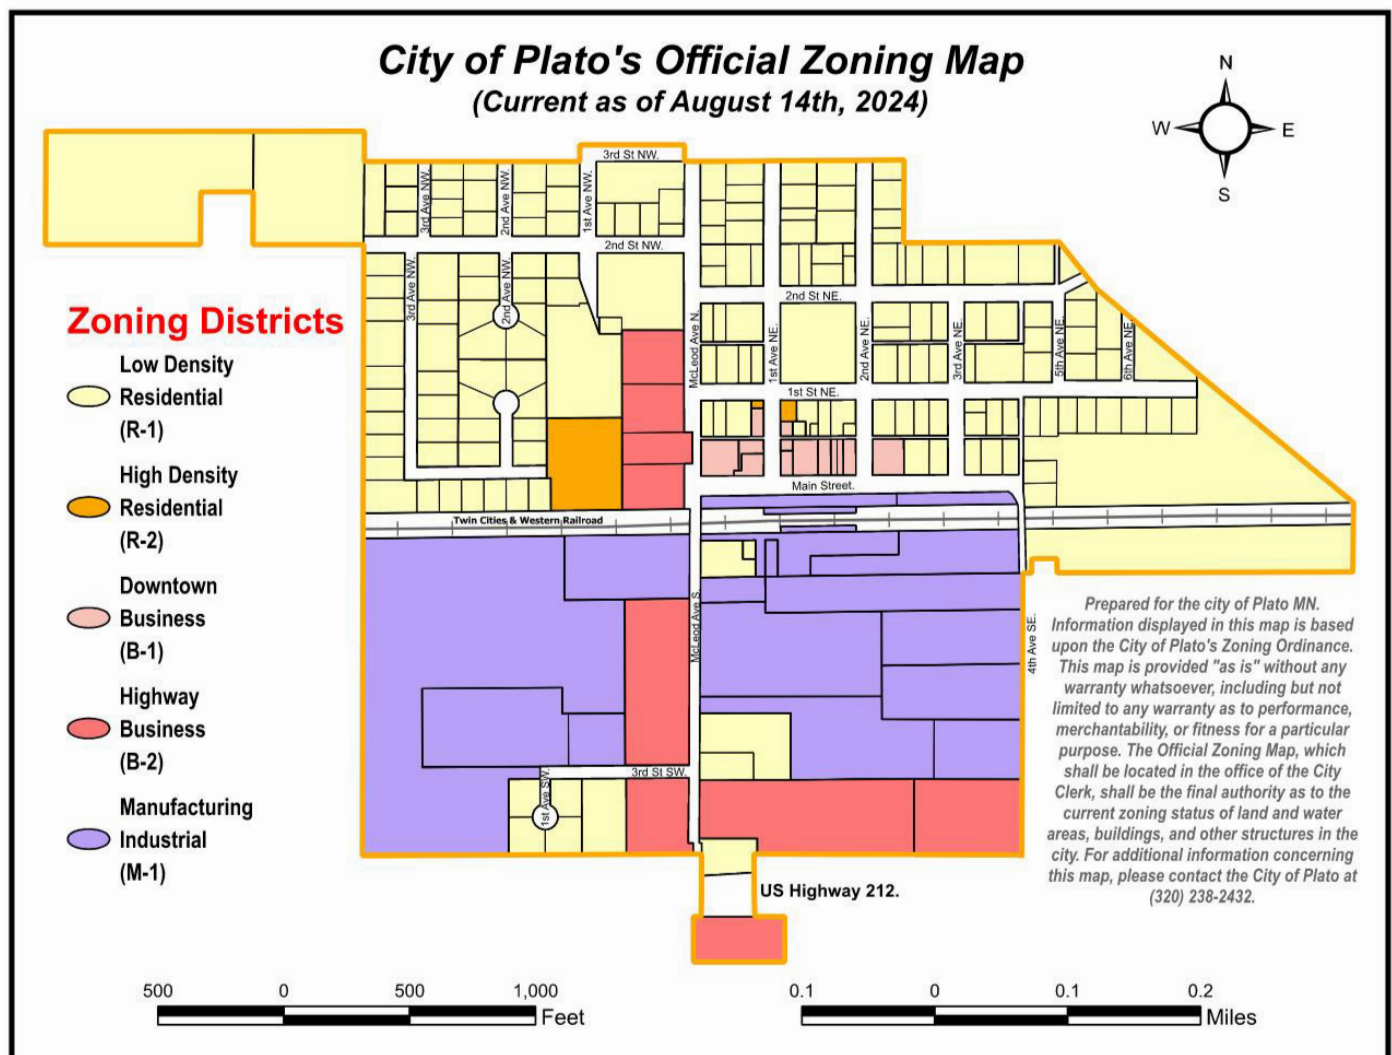 City of Plato's Official Zoning Map
(Current as of August 14th, 2024)
N
W
E
S
3rd St NW.
3rd Ave NW.
2nd Ave NW.
1st Ave NW.
2nd St NW.
3rd Ave NW.
2nd Ave NW.
2nd St NE.
McLeod Ave N.
1st Ave NE.
2nd Ave NE.
3rd Ave NE.
5th Ave NE.
6th Ave NE.
1st St NE.
Main Street.
Twin Cities & Western Railroad
McLeod Ave S.
4th Ave SE.
3rd St SW.
1st Ave SW.
US Highway 212.
Zoning Districts
Low Density
Residential
(R-1)
High Density
Residential
(R-2)
Downtown
Business
(B-1)
Highway
Business
(B-2)
Manufacturing
Industrial
(M-1)
Prepared for the city of Plato MN.
Information displayed in this map is based
upon the City of Plato's Zoning Ordinance.
This map is provided "as is" without any
warranty whatsoever, including but not
limited to any warranty as to performance,
merchantability, or fitness for a particular
purpose. The Official Zoning Map, which
shall be located in the office of the City
Clerk, shall be the final authority as to the
current zoning status of land and water
areas, buildings, and other structures in the
city. For additional information concerning
this map, please contact the City of Plato at
(320) 238-2432.
500 0 500 1,000
Feet
0.1 0 0.1 0.2
Miles